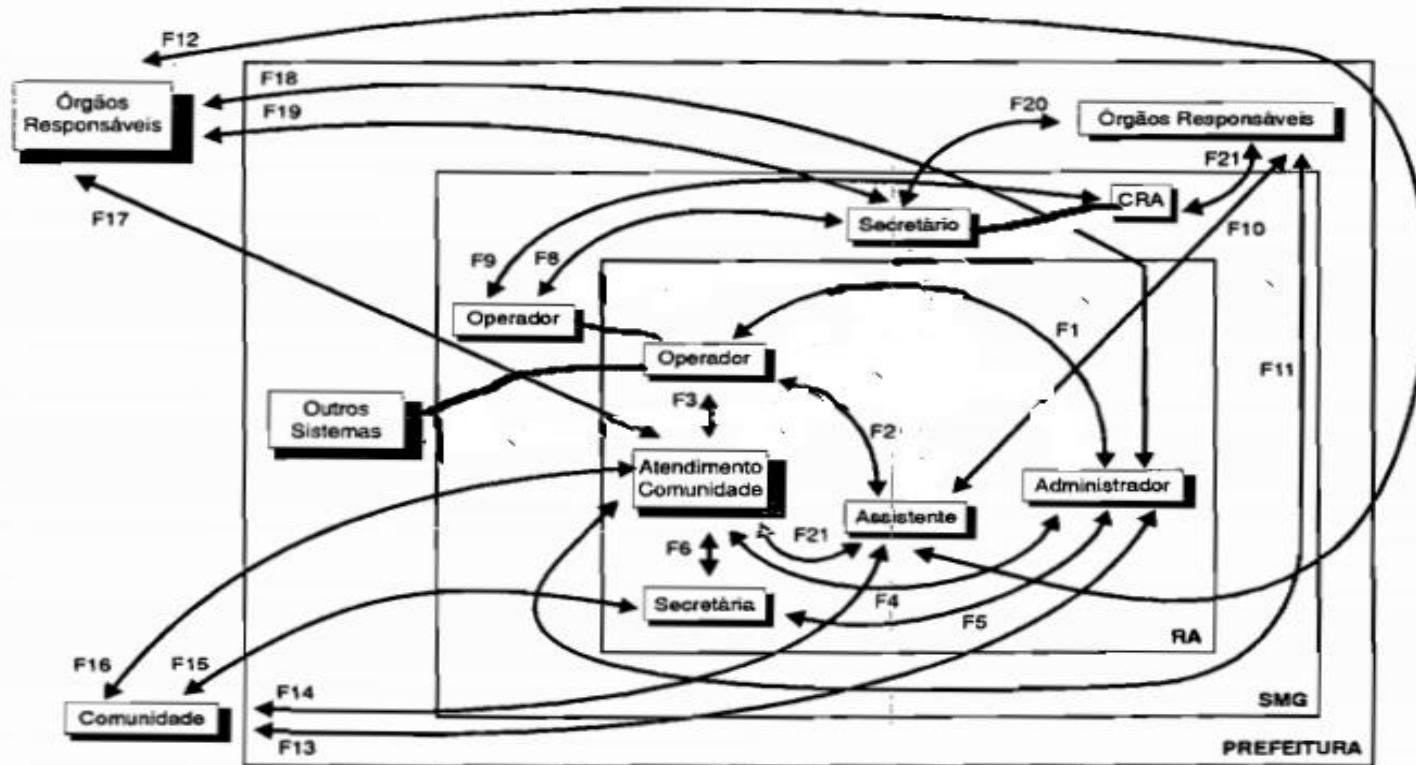 F12
F18
F19
Órgãos
Responsáveis
F20
Órgãos Responsáveis
F21
F17
CRA
Secretário
F10
F9
F8
Operador
F1
Operador
F11
Outros
Sistemas
F3
F2
Atendimento
Comunidade
Administrador
Assistente
F21
F6
Secretária
F4
F5
RA
F16
F15
F14
SMG
Comunidade
F13
PREFEITURA